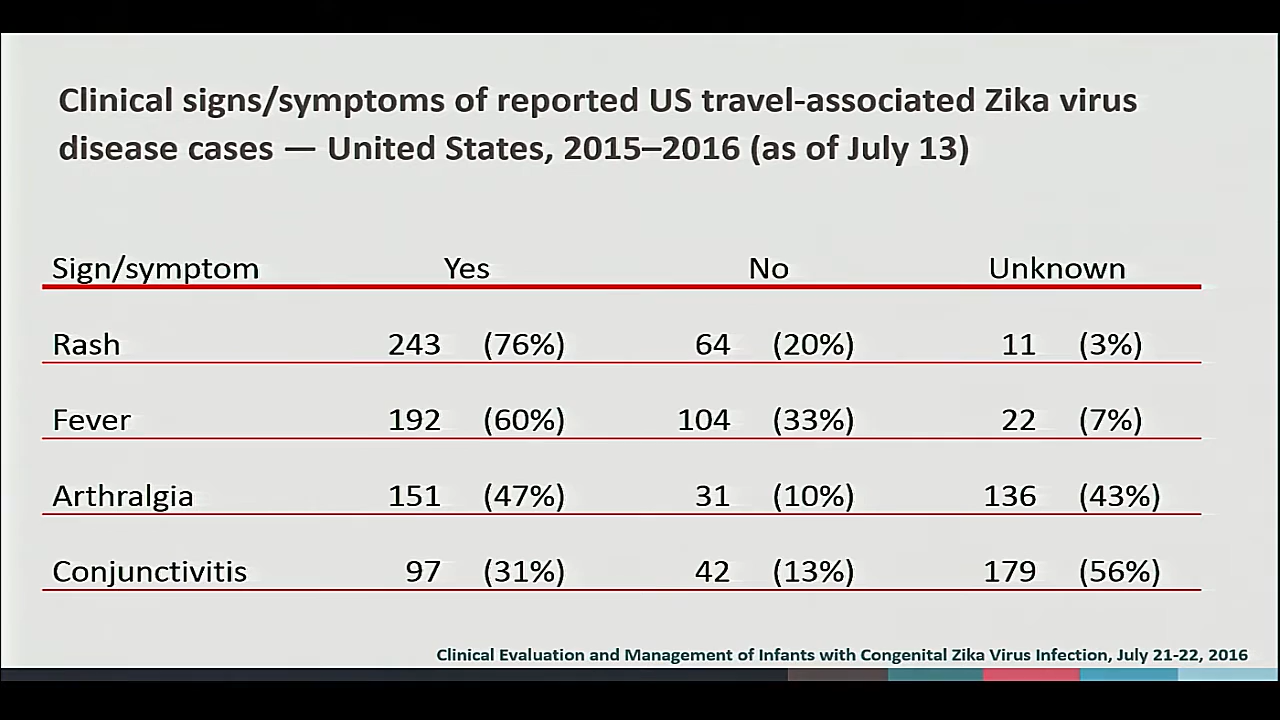 Clinical signs/symptoms of reported US travel-associated Zika virus
disease cases — United States, 2015–2016 (as of July 13)
Sign/symptom Yes No Unknown
Rash 243 (76%) 64 (20%) 11 (3%)
Fever 192 (60%) 104 (33%) 22 (7%)
Arthralgia 151 (47%) 31 (10%) 136 (43%)
Conjunctivitis 97 (31%) 42 (13%) 179 (56%)
Clinical Evaluation and Management of Infants with Congenital Zika Virus Infection, July 21-22, 2016